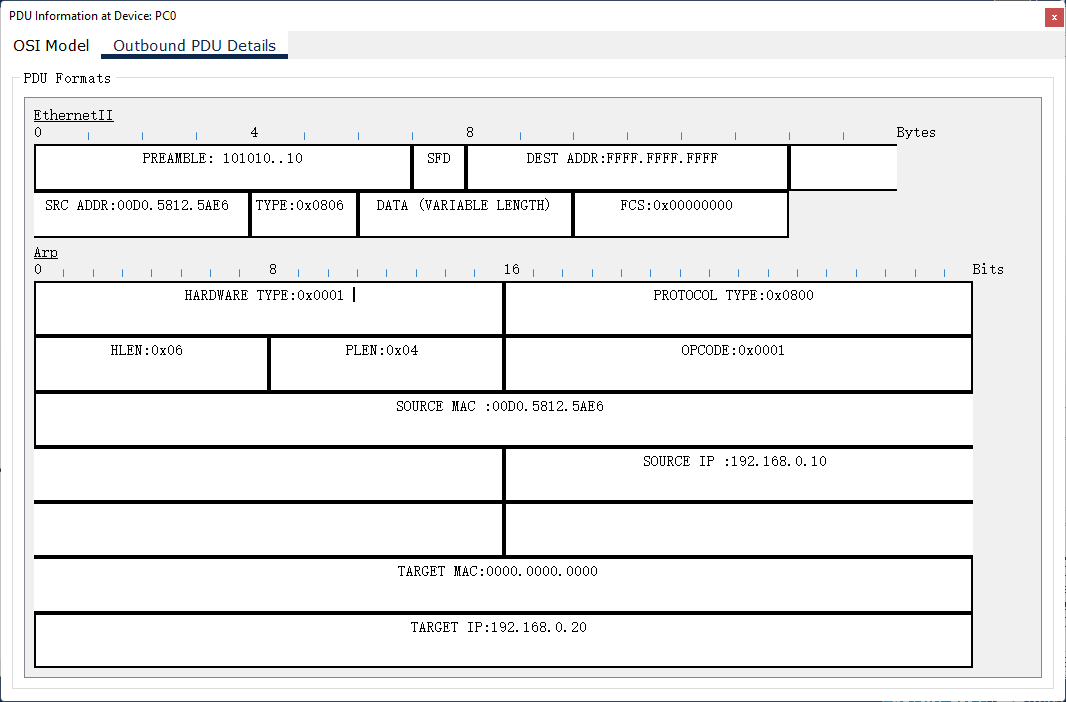 PDU Information at Device: PC0
x
OSI Model Outbound PDU Details
PDU Formats
EthernetII
0 4 8 Bytes
PREAMBLE: 101010..10 SFD DEST ADDR:FFFF.FFFF.FFFF
SRC ADDR:00D0.5812.5AE6 TYPE:0x0806 DATA (VARIABLE LENGTH) FCS:0x00000000
Arp
0 8 16 Bits
HARDWARE TYPE:0x0001 PROTOCOL TYPE:0x0800
HLEN:0x06 PLEN:0x04 OPCODE:0x0001
SOURCE MAC :00D0.5812.5AE6
SOURCE IP :192.168.0.10
TARGET MAC:0000.0000.0000
TARGET IP:192.168.0.20